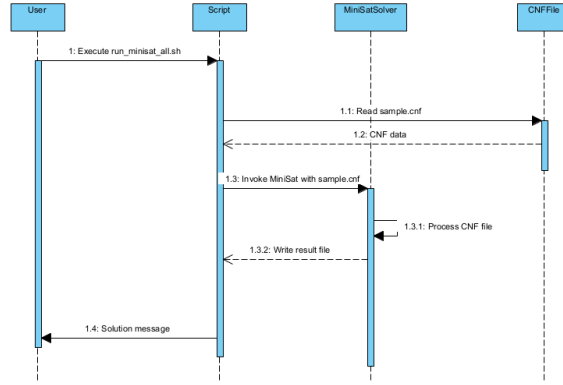 User Script MiniSatSolver CNFFile
1: Execute run_minisat_all.sh
1.1: Read sample.cnf
1.2: CNF data
1.3: Invoke MiniSat with sample.cnf
1.3.1: Process CNF file
1.3.2: Write result file
1.4: Solution message